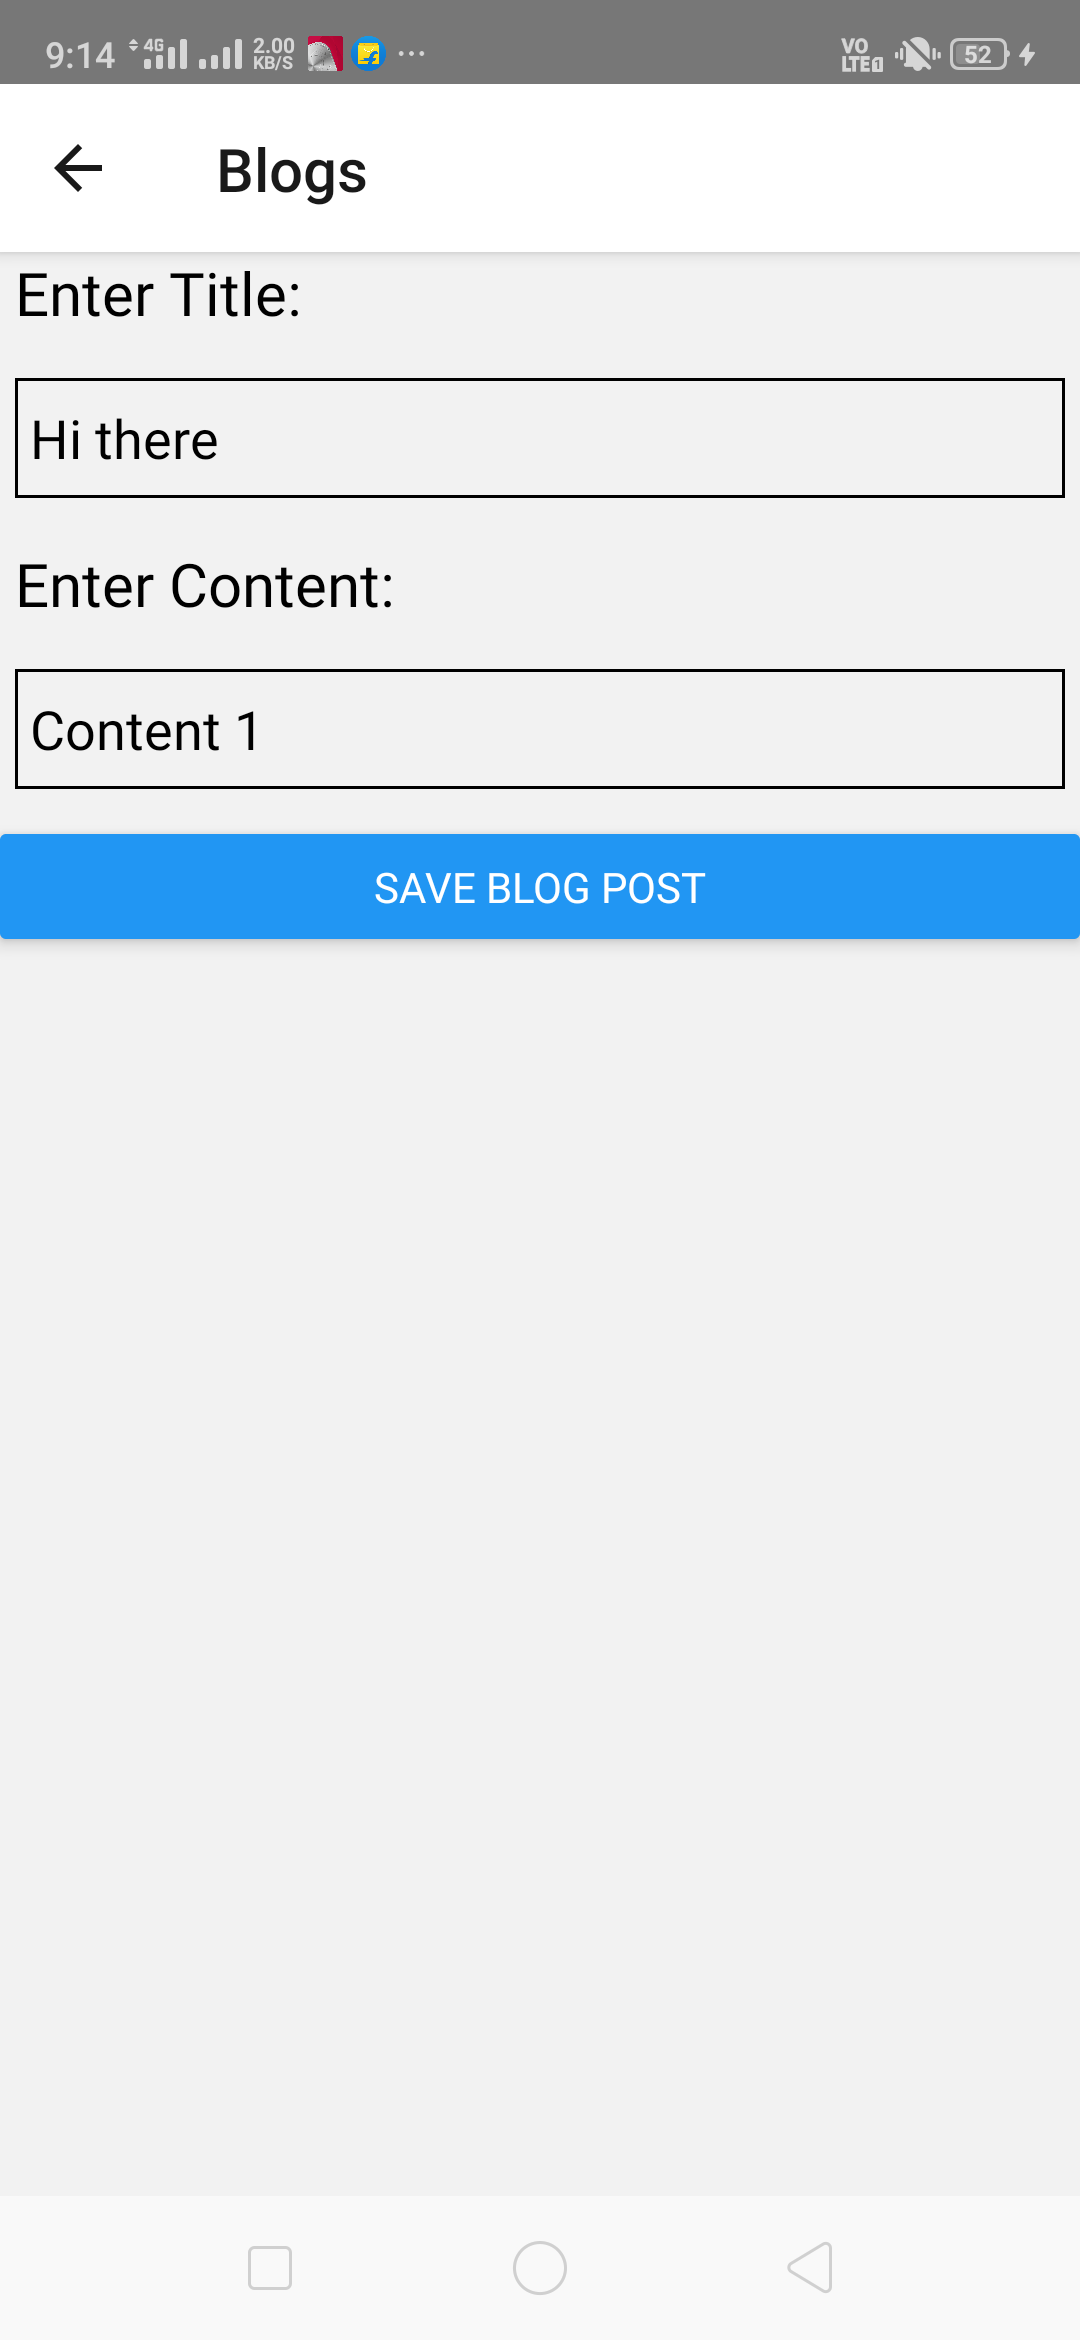 9:14 4G 2.00 KB/S ... VO LTE1 52
Blogs
Enter Title:
Hi there
Enter Content:
Content 1
SAVE BLOG POST